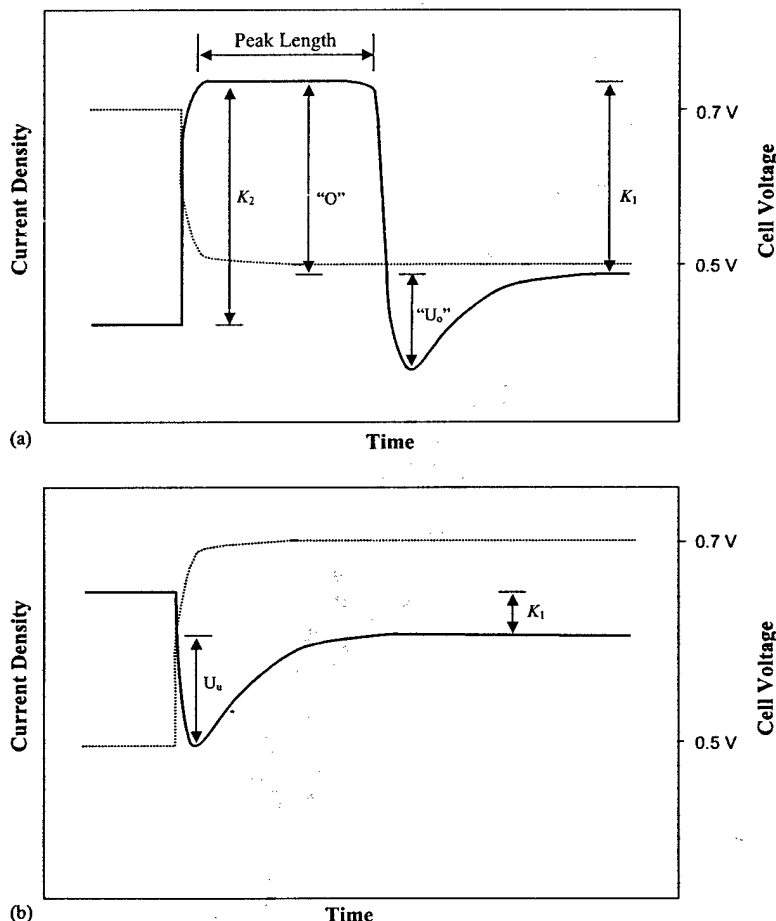 Peak Length
Current Density
K₂
“O”
K₁
“Uₒ”
0.7 V
0.5 V
Cell Voltage
(a)
Time
Current Density
Uᵤ
K₁
0.7 V
0.5 V
Cell Voltage
(b)
Time